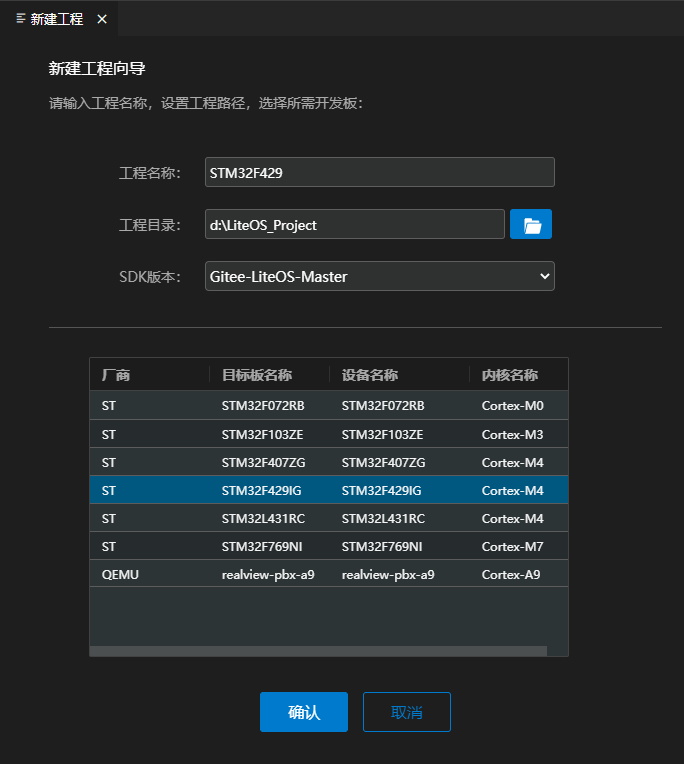 新建工程
新建工程向导
请输入工程名称，设置工程路径，选择所需开发板：
工程名称： STM32F429
工程目录： d:\LiteOS_Project
SDK版本： Gitee-LiteOS-Master
厂商 目标板名称 设备名称 内核名称
ST STM32F072RB STM32F072RB Cortex-M0
ST STM32F103ZE STM32F103ZE Cortex-M3
ST STM32F407ZG STM32F407ZG Cortex-M4
ST STM32F429IG STM32F429IG Cortex-M4
ST STM32L431RC STM32L431RC Cortex-M4
ST STM32F769NI STM32F769NI Cortex-M7
QEMU realview-pbx-a9 realview-pbx-a9 Cortex-A9
确认 取消